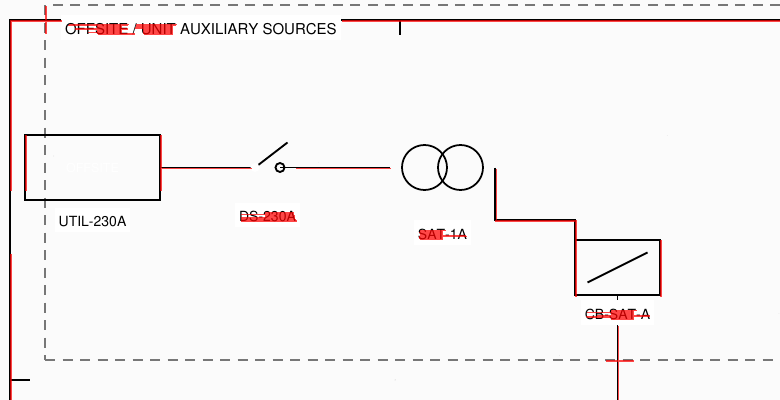 OFFSITE / UNIT AUXILIARY SOURCES
UTIL-230A
DS-230A
SAT-1A
CB-SAT-A